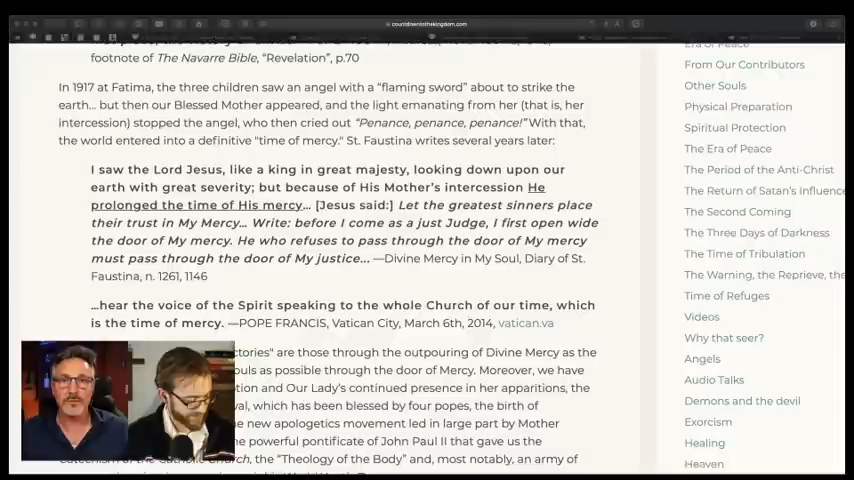 countdowntothekingdom.com
footnote of The Navarre Bible, “Revelation”, p.70
In 1917 at Fatima, the three children saw an angel with a “flaming sword” about to strike the
earth... but then our Blessed Mother appeared, and the light emanating from her (that is, her
intercession) stopped the angel, who then cried out “Penance, penance, penance!” With that,
the world entered into a definitive "time of mercy." St. Faustina writes several years later:
I saw the Lord Jesus, like a king in great majesty, looking down upon our
earth with great severity; but because of His Mother’s intercession He
prolonged the time of His mercy... [Jesus said:] Let the greatest sinners place
their trust in My Mercy... Write: before I come as a just Judge, I first open wide
the door of My mercy. He who refuses to pass through the door of My mercy
must pass through the door of My justice... —Divine Mercy in My Soul, Diary of St.
Faustina, n. 1261, 1146
...hear the voice of the Spirit speaking to the whole Church of our time, which
is the time of mercy. —POPE FRANCIS, Vatican City, March 6th, 2014, vatican.va
ctories" are those through the outpouring of Divine Mercy as the
ouls as possible through the door of Mercy. Moreover, we have
tion and Our Lady’s continued presence in her apparitions, the
val, which has been blessed by four popes, the birth of
he new apologetics movement led in large part by Mother
he powerful pontificate of John Paul II that gave us the
Catechism of the Catholic Church, the “Theology of the Body” and, most notably, an army of
Era of Peace
From Our Contributors
Other Souls
Physical Preparation
Spiritual Protection
The Era of Peace
The Period of the Anti-Christ
The Return of Satan’s Influence
The Second Coming
The Three Days of Darkness
The Time of Tribulation
The Warning, the Reprieve, the
Time of Refuges
Videos
Why that seer?
Angels
Audio Talks
Demons and the devil
Exorcism
Healing
Heaven